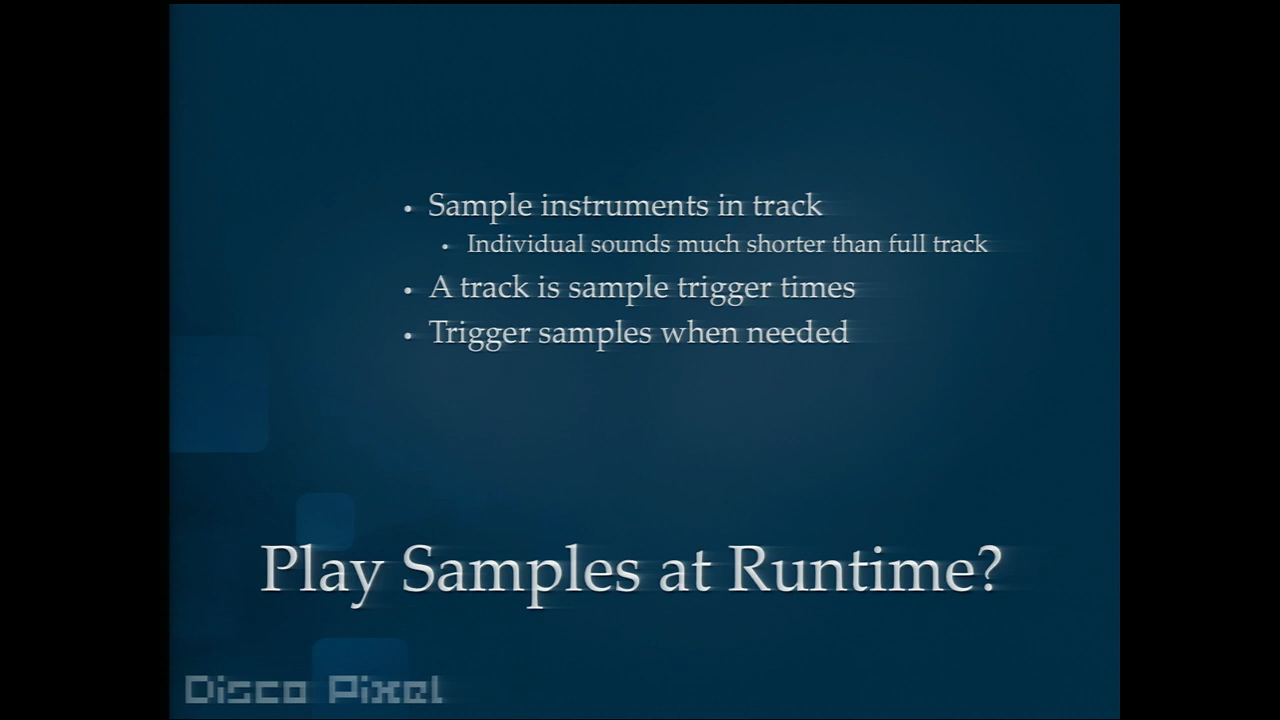 • Sample instruments in track
• Individual sounds much shorter than full track
• A track is sample trigger times
• Trigger samples when needed
Play Samples at Runtime?
Disco Pixel